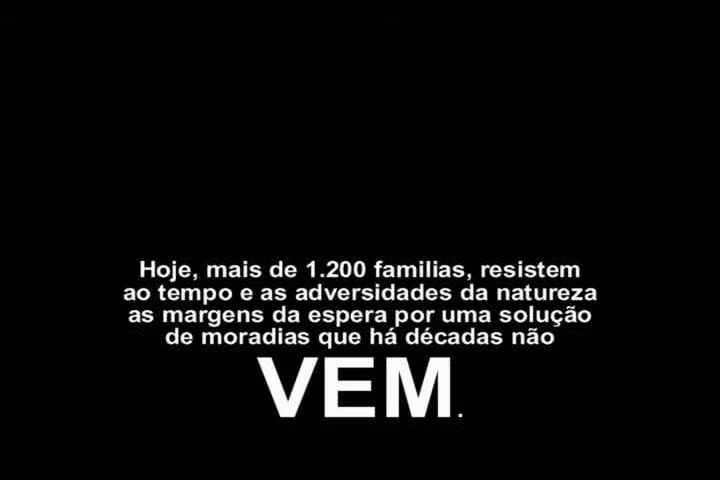 Hoje, mais de 1.200 familias, resistem
ao tempo e as adversidades da natureza
as margens da espera por uma solução
de moradias que há décadas não
VEM.